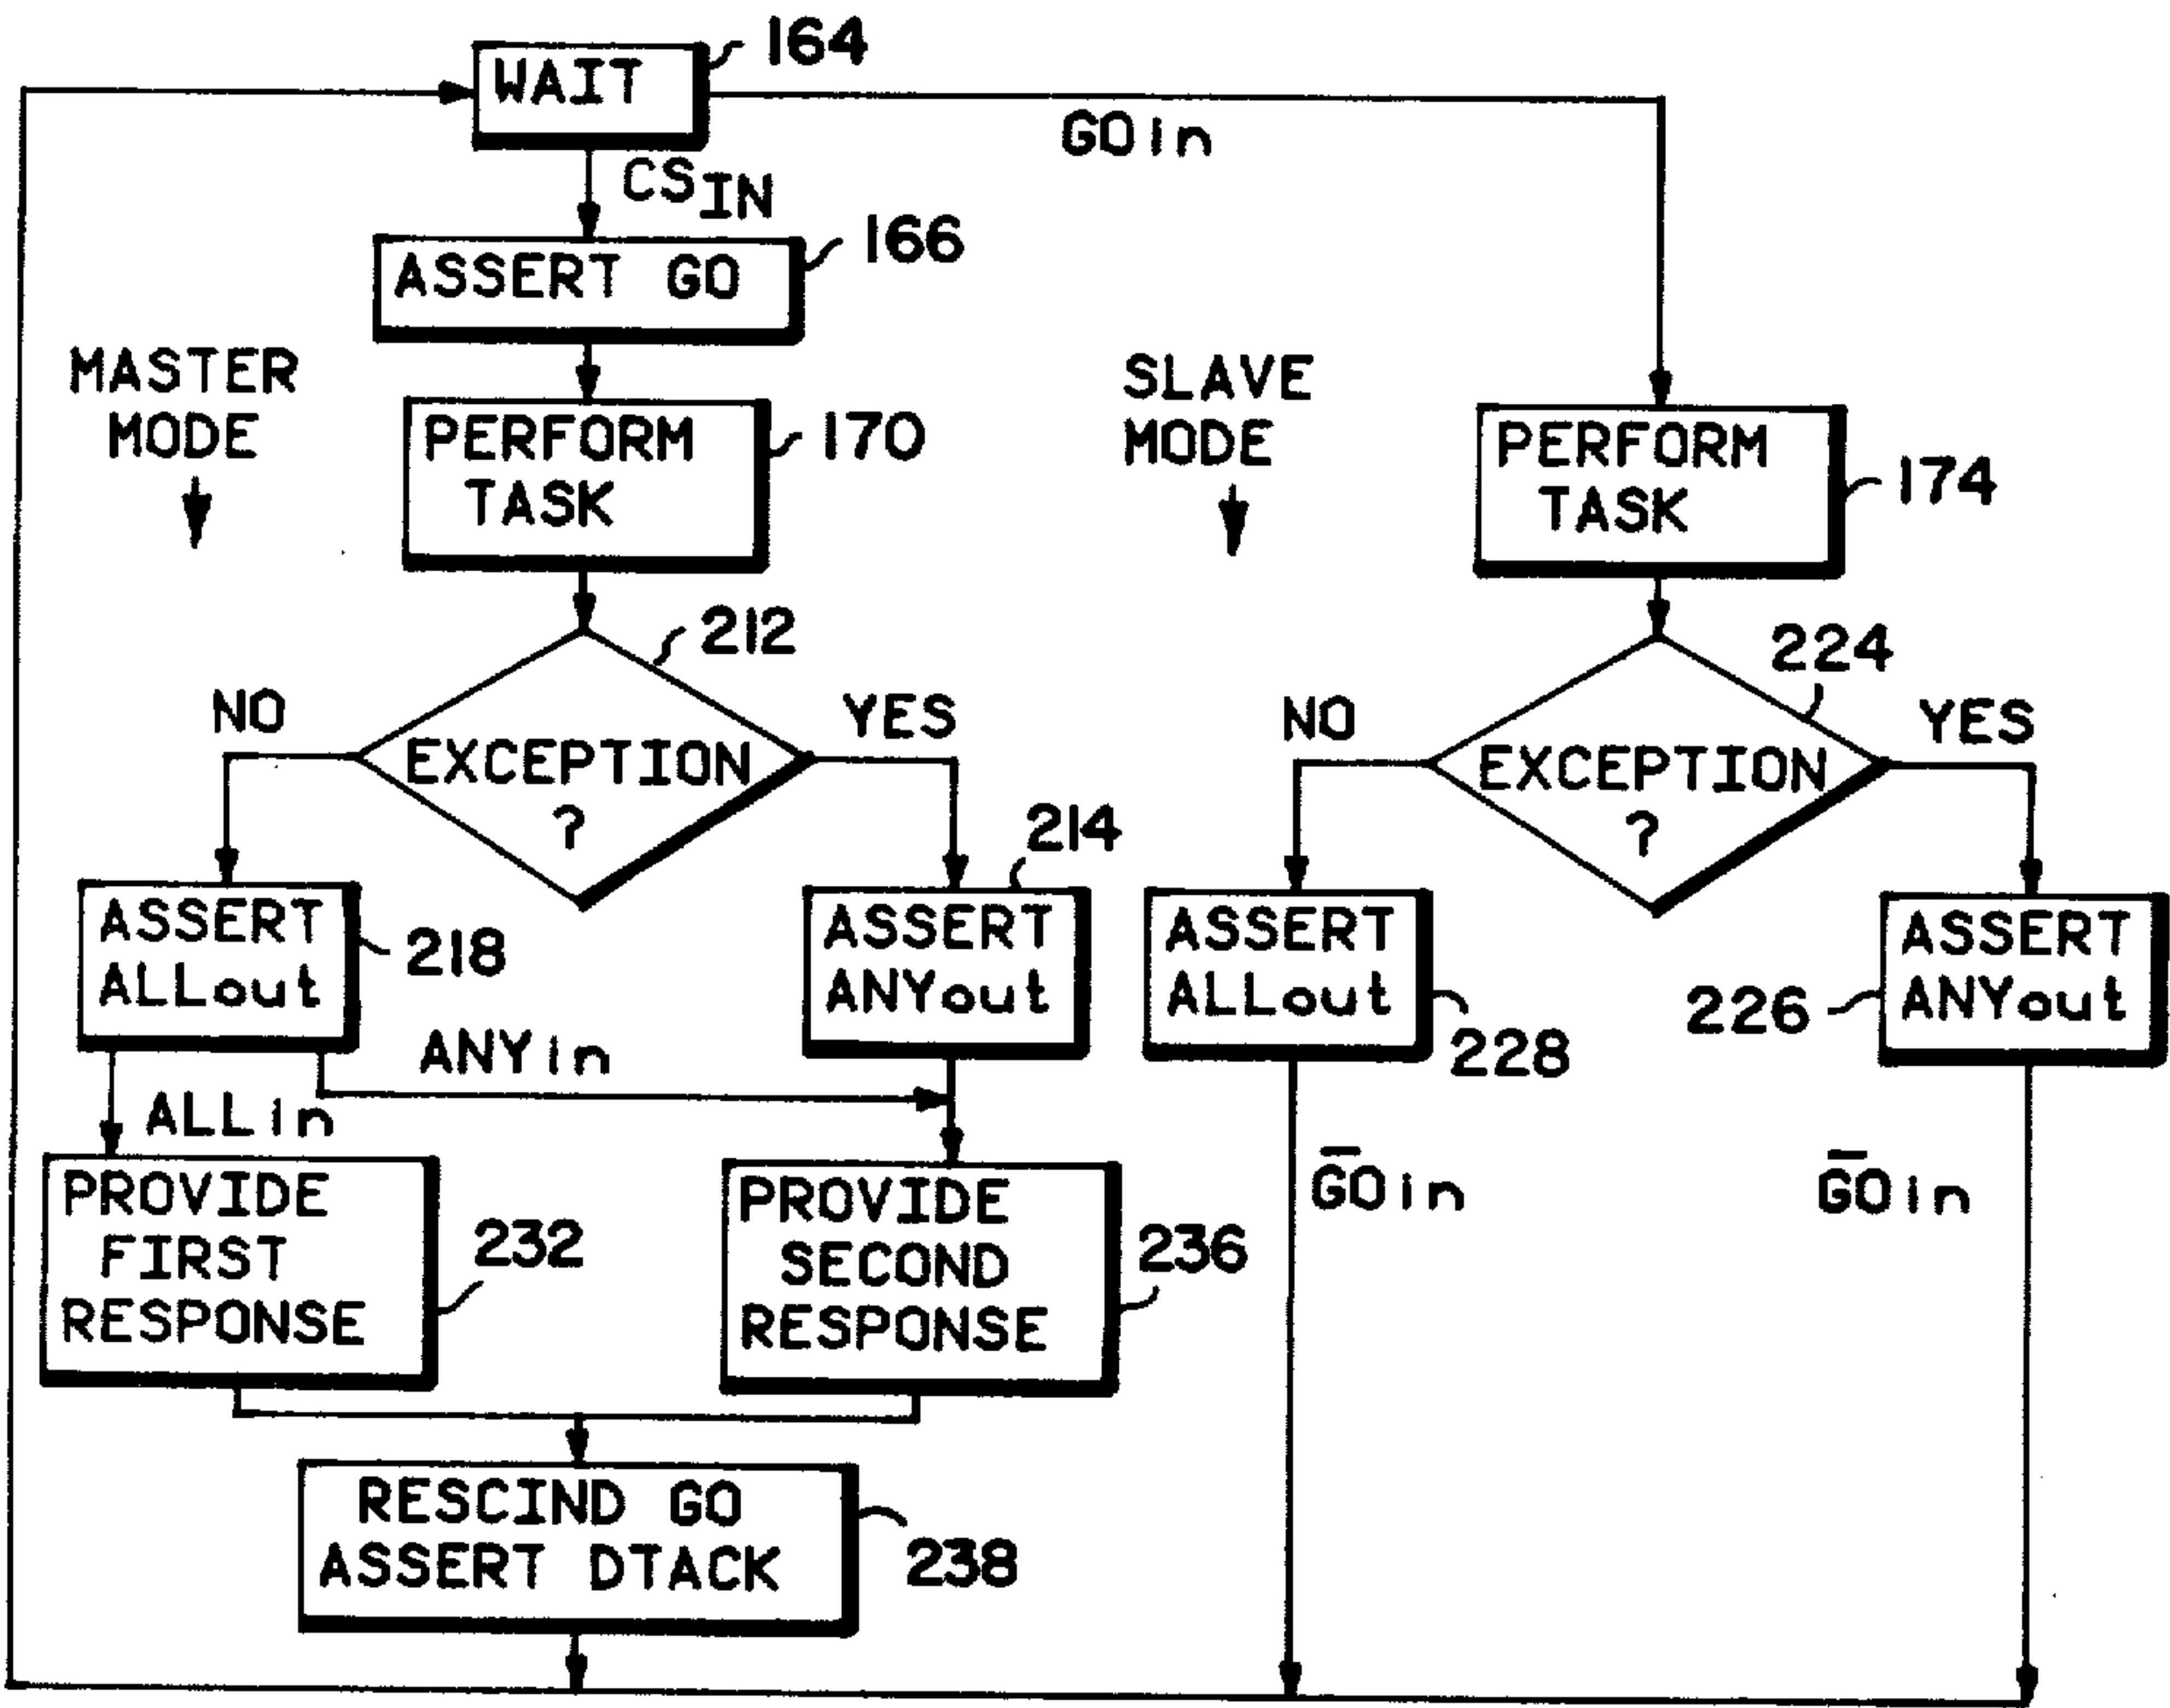 164
WAIT
GOin
CSIN
166
ASSERT GO
MASTER
MODE
SLAVE
MODE
PERFORM
TASK
170
PERFORM
TASK
174
212
224
NO
YES
NO
YES
EXCEPTION
?
EXCEPTION
?
214
ASSERT
ALLout
218
ASSERT
ANYout
ASSERT
ALLout
228
226
ASSERT
ANYout
ANYin
ALLin
G̅Oin
G̅Oin
PROVIDE
FIRST
RESPONSE
232
PROVIDE
SECOND
RESPONSE
236
RESCIND GO
ASSERT DTACK
238